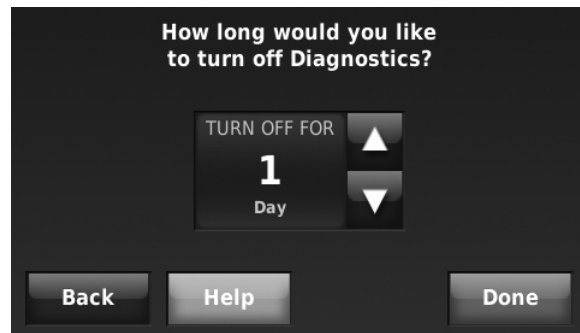 How long would you like
to turn off Diagnostics?
TURN OFF FOR
1
Day
Back
Help
Done